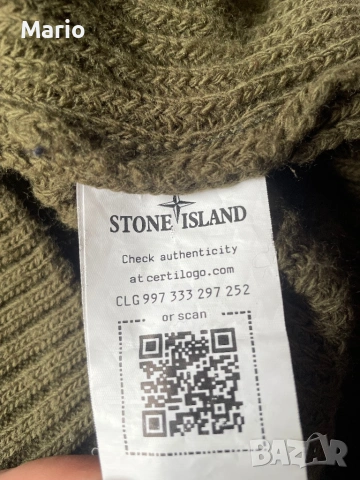 Mario
STONE ISLAND
Check authenticity
at certilogo.com
CLG 997 333 297 252
or scan
bazar